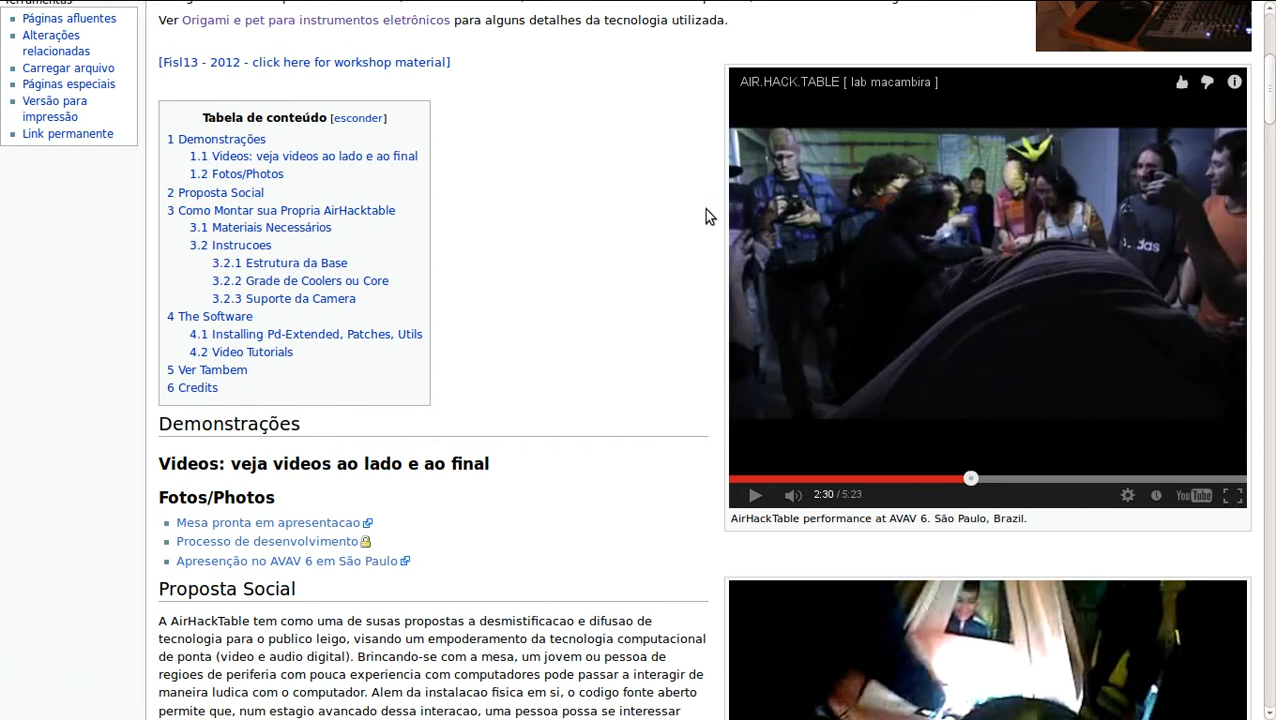 Ver Origami e pet para instrumentos eletrônicos para alguns detalhes da tecnologia utilizada.
Páginas afluentes
Alterações
relacionadas
Carregar arquivo
Páginas especiais
Versão para
impressão
Link permanente
[Fisl13 - 2012 - click here for workshop material]
Tabela de conteúdo [esconder]
1 Demonstrações
1.1 Videos: veja videos ao lado e ao final
1.2 Fotos/Photos
2 Proposta Social
3 Como Montar sua Propria AirHacktable
3.1 Materiais Necessários
3.2 Instrucoes
3.2.1 Estrutura da Base
3.2.2 Grade de Coolers ou Core
3.2.3 Suporte da Camera
4 The Software
4.1 Installing Pd-Extended, Patches, Utils
4.2 Video Tutorials
5 Ver Tambem
6 Credits
Demonstrações
Videos: veja videos ao lado e ao final
Fotos/Photos
Mesa pronta em apresentacao
Processo de desenvolvimento
Apresenção no AVAV 6 em São Paulo
Proposta Social
A AirHackTable tem como uma de susas propostas a desmistificacao e difusao de
tecnologia para o publico leigo, visando um empoderamento da tecnologia computacional
de ponta (video e audio digital). Brincando-se com a mesa, um jovem ou pessoa de
regioes de periferia com pouca experiencia com computadores pode passar a interagir de
maneira ludica com o computador. Alem da instalacao fisica em si, o codigo fonte aberto
permite que, num estagio avancado dessa interacao, uma pessoa possa se interessar
AIR.HACK.TABLE [ lab macambira ]
adidas
2:30 / 5:23
YouTube
AirHackTable performance at AVAV 6. São Paulo, Brazil.